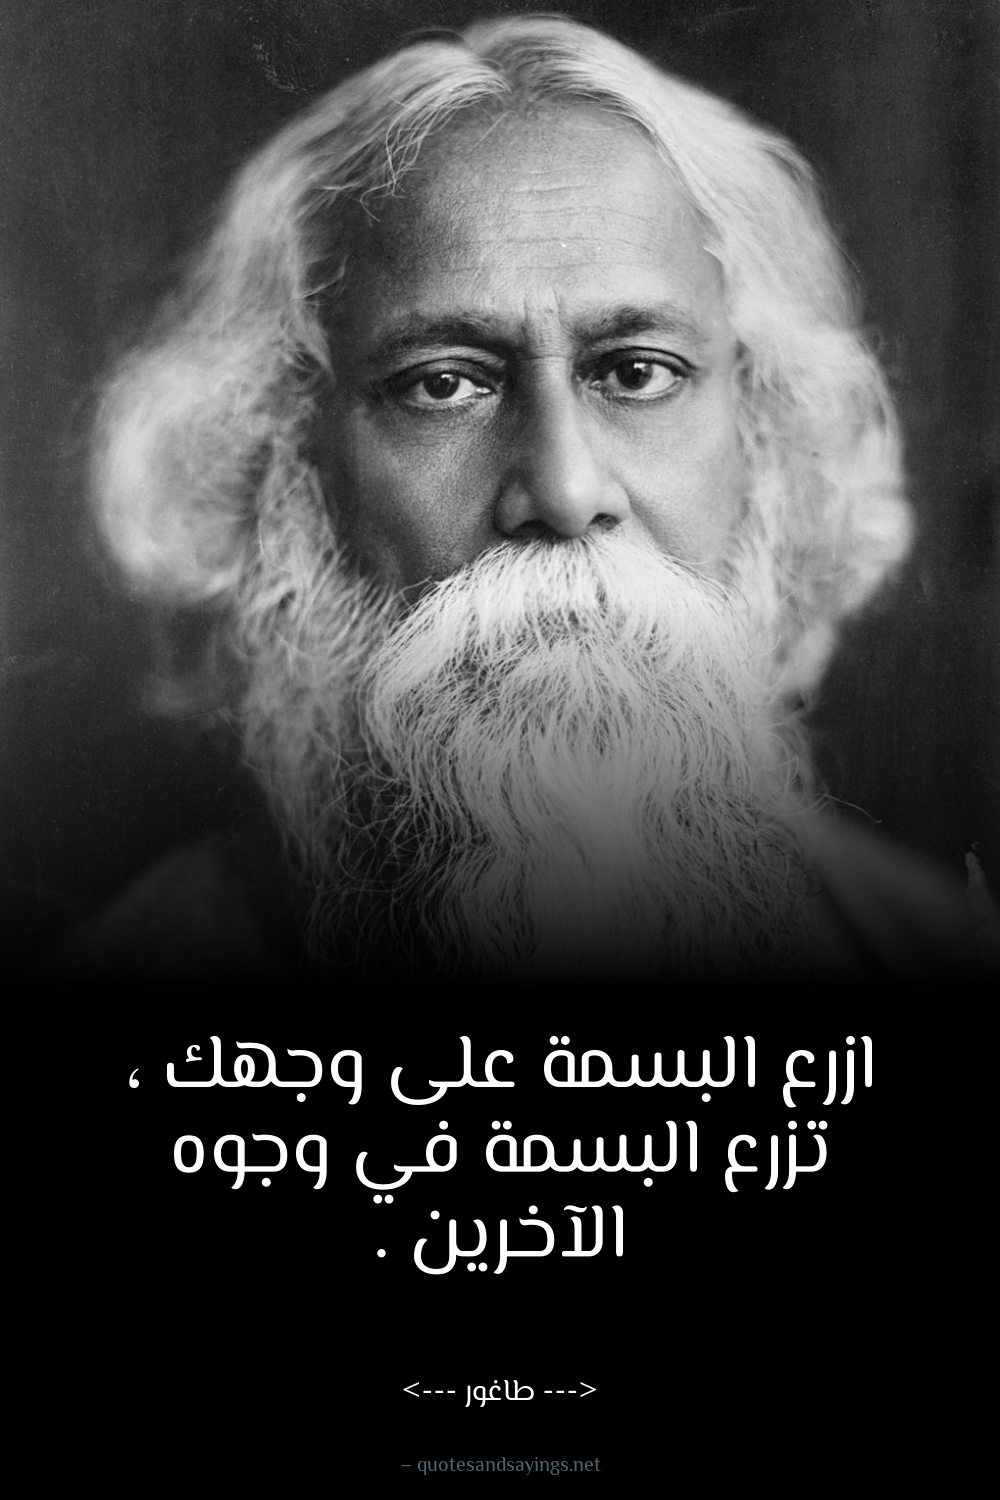 ازرع البسمة على وجهك ،
تزرع البسمة في وجوه
الآخرين .
<--- طاغور --->
– quotesandsayings.net